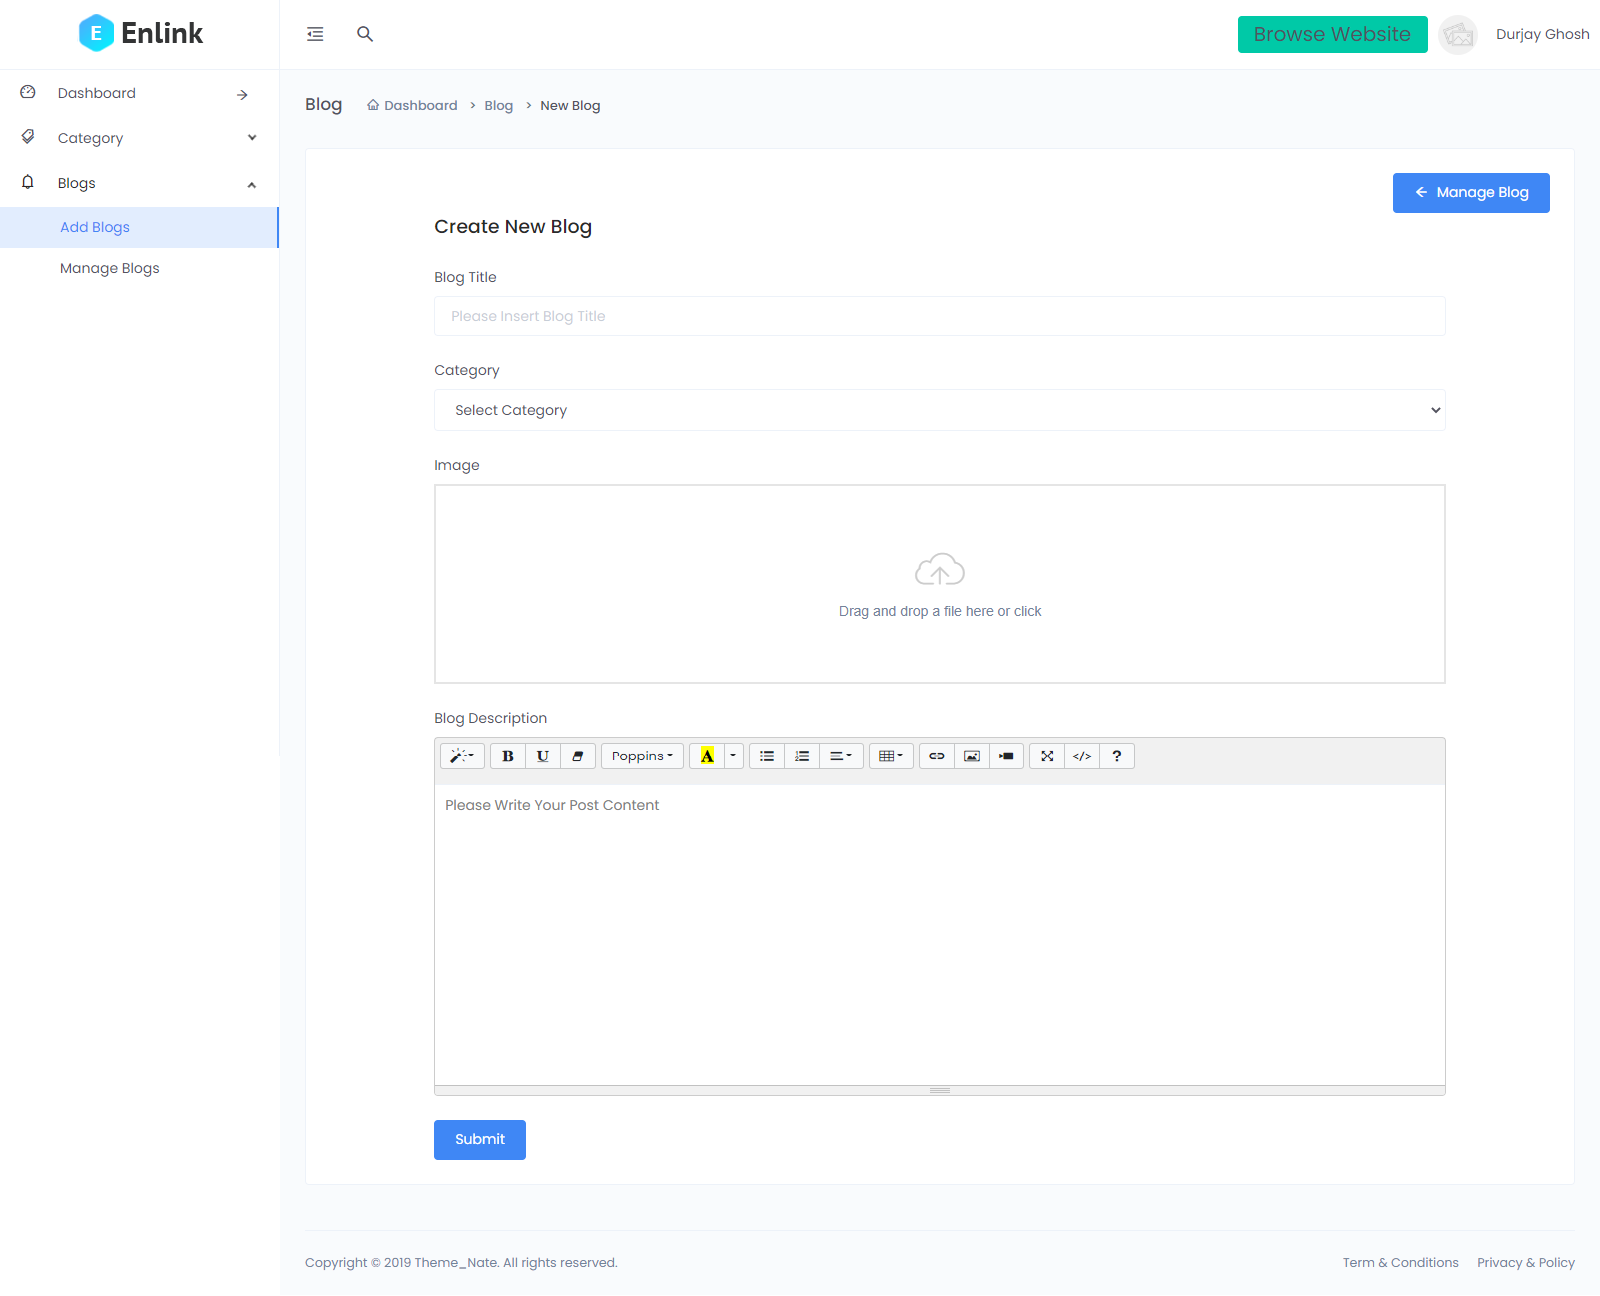 E Enlink
Browse Website
Durjay Ghosh
Dashboard
Category
Blogs
Add Blogs
Manage Blogs
Blog
Dashboard > Blog > New Blog
Manage Blog
Create New Blog
Blog Title
Please Insert Blog Title
Category
Select Category
Image
Drag and drop a file here or click
Blog Description
B U Poppins A </> ?
Please Write Your Post Content
Submit
Copyright © 2019 Theme_Nate. All rights reserved.
Term & Conditions Privacy & Policy